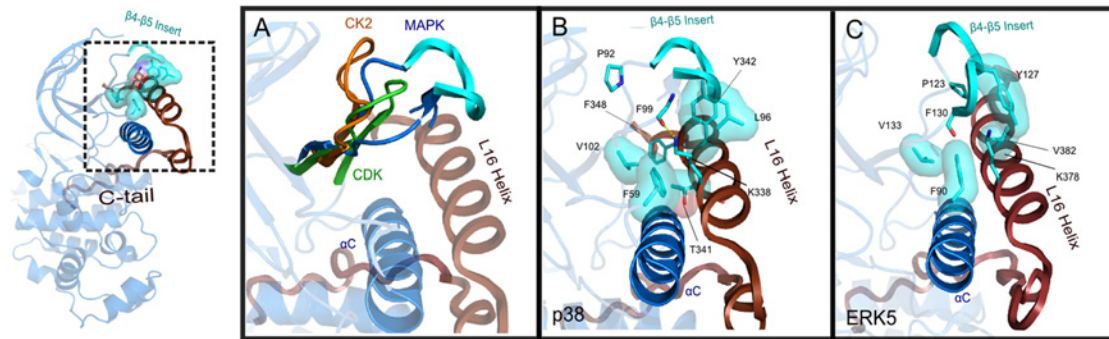 C-tail
A
CK2
MAPK
CDK
αC
L16 Helix
β4-β5 Insert
B
β4-β5 Insert
P92
Y342
F348
F99
L96
V102
F59
K338
T341
L16 Helix
αC
p38
C
β4-β5 Insert
P123
Y127
F130
V133
V382
K378
F90
L16 Helix
αC
ERK5